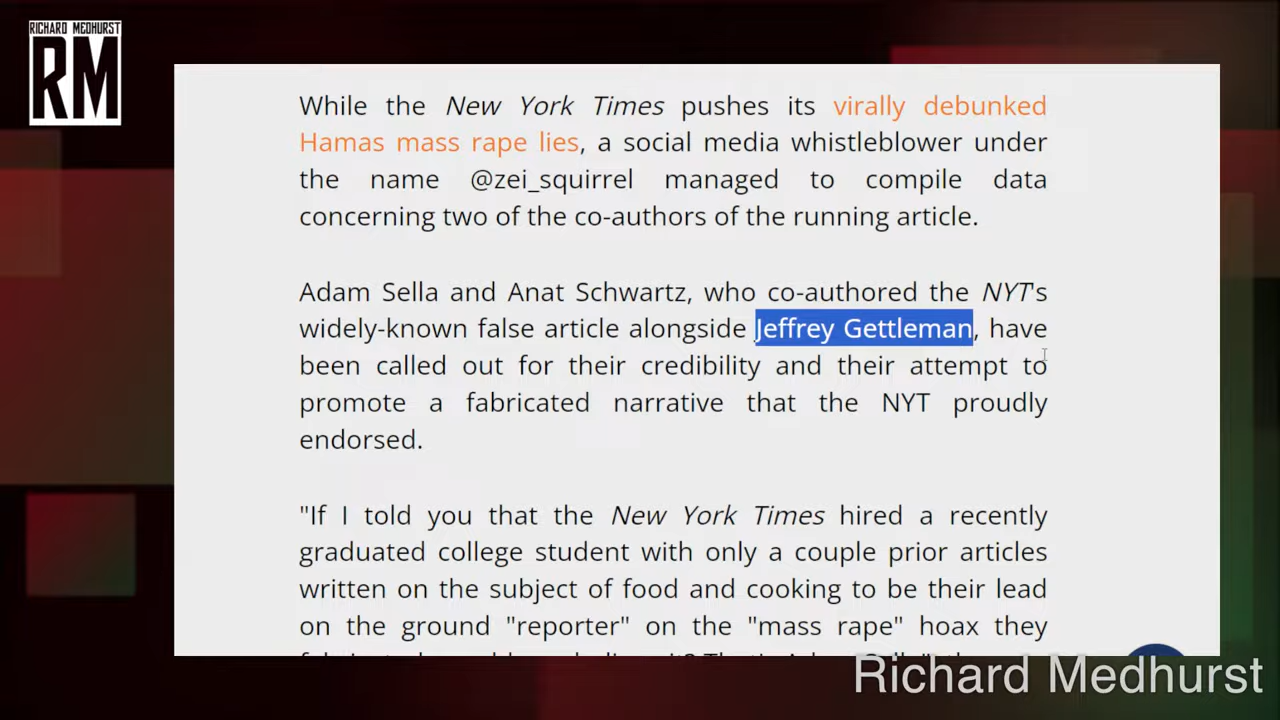 RICHARD MEDHURST
RM
While the New York Times pushes its virally debunked
Hamas mass rape lies, a social media whistleblower under
the name @zei_squirrel managed to compile data
concerning two of the co-authors of the running article.
Adam Sella and Anat Schwartz, who co-authored the NYT's
widely-known false article alongside Jeffrey Gettleman, have
been called out for their credibility and their attempt to
promote a fabricated narrative that the NYT proudly
endorsed.
"If I told you that the New York Times hired a recently
graduated college student with only a couple prior articles
written on the subject of food and cooking to be their lead
on the ground "reporter" on the "mass rape" hoax they
Richard Medhurst